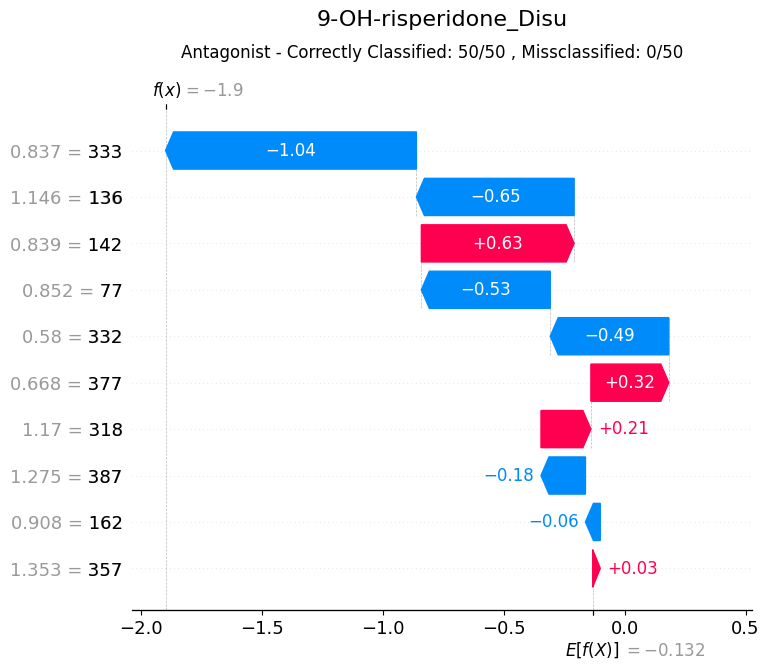 9-OH-risperidone_Disu
Antagonist - Correctly Classified: 50/50 , Missclassified: 0/50
f(x) = −1.9
0.837 = 333 −1.04
1.146 = 136 −0.65
0.839 = 142 +0.63
0.852 = 77 −0.53
0.58 = 332 −0.49
0.668 = 377 +0.32
1.17 = 318 +0.21
1.275 = 387 −0.18
0.908 = 162 −0.06
1.353 = 357 +0.03
−2.0 −1.5 −1.0 −0.5 0.0 0.5
E[f(X)] = −0.132